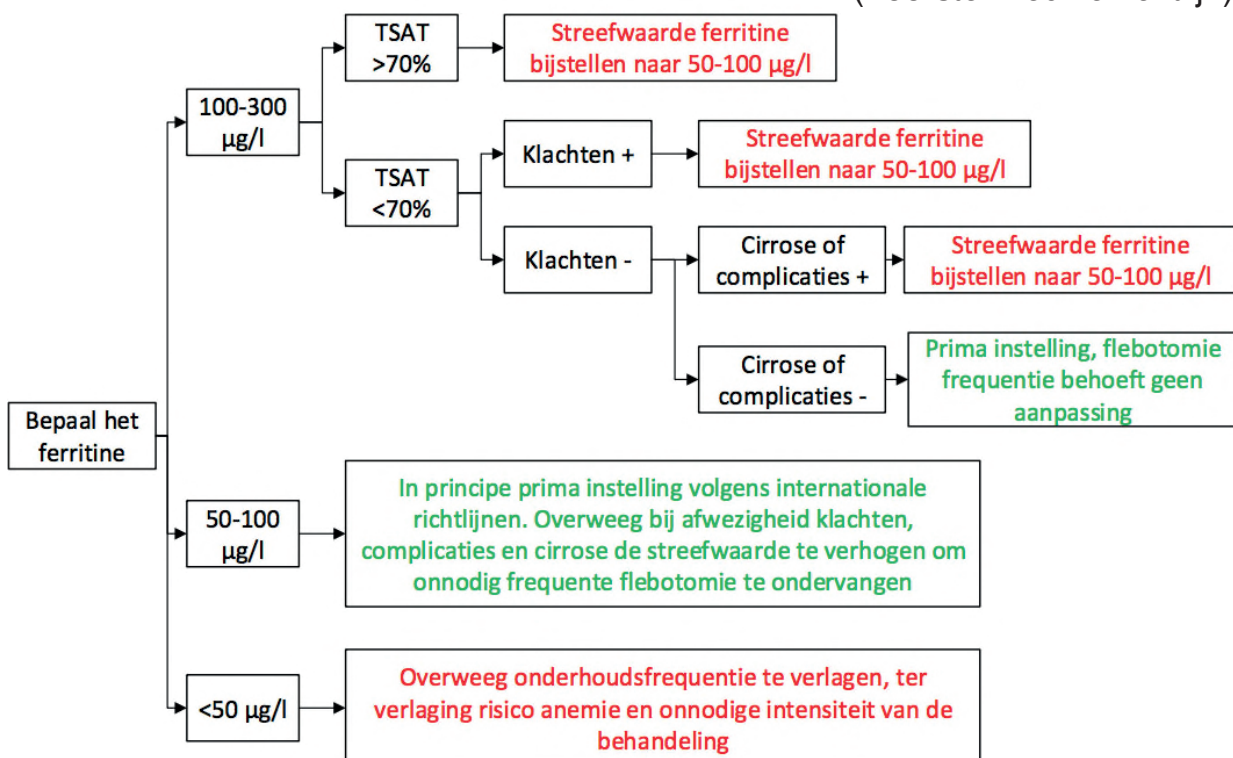 TSAT
>70%
Streefwaarde ferritine
bijstellen naar 50-100 µg/l
100-300
µg/l
TSAT
<70%
Klachten +
Streefwaarde ferritine
bijstellen naar 50-100 µg/l
Klachten -
Cirrose of
complicaties +
Streefwaarde ferritine
bijstellen naar 50-100 µg/l
Cirrose of
complicaties -
Prima instelling, flebotomie
frequentie behoeft geen
aanpassing
Bepaal het
ferritine
50-100
µg/l
In principe prima instelling volgens internationale
richtlijnen. Overweeg bij afwezigheid klachten,
complicaties en cirrose de streefwaarde te verhogen om
onnodig frequente flebotomie te ondervangen
<50 µg/l
Overweeg onderhoudsfrequentie te verlagen, ter
verlaging risico anemie en onnodige intensiteit van de
behandeling